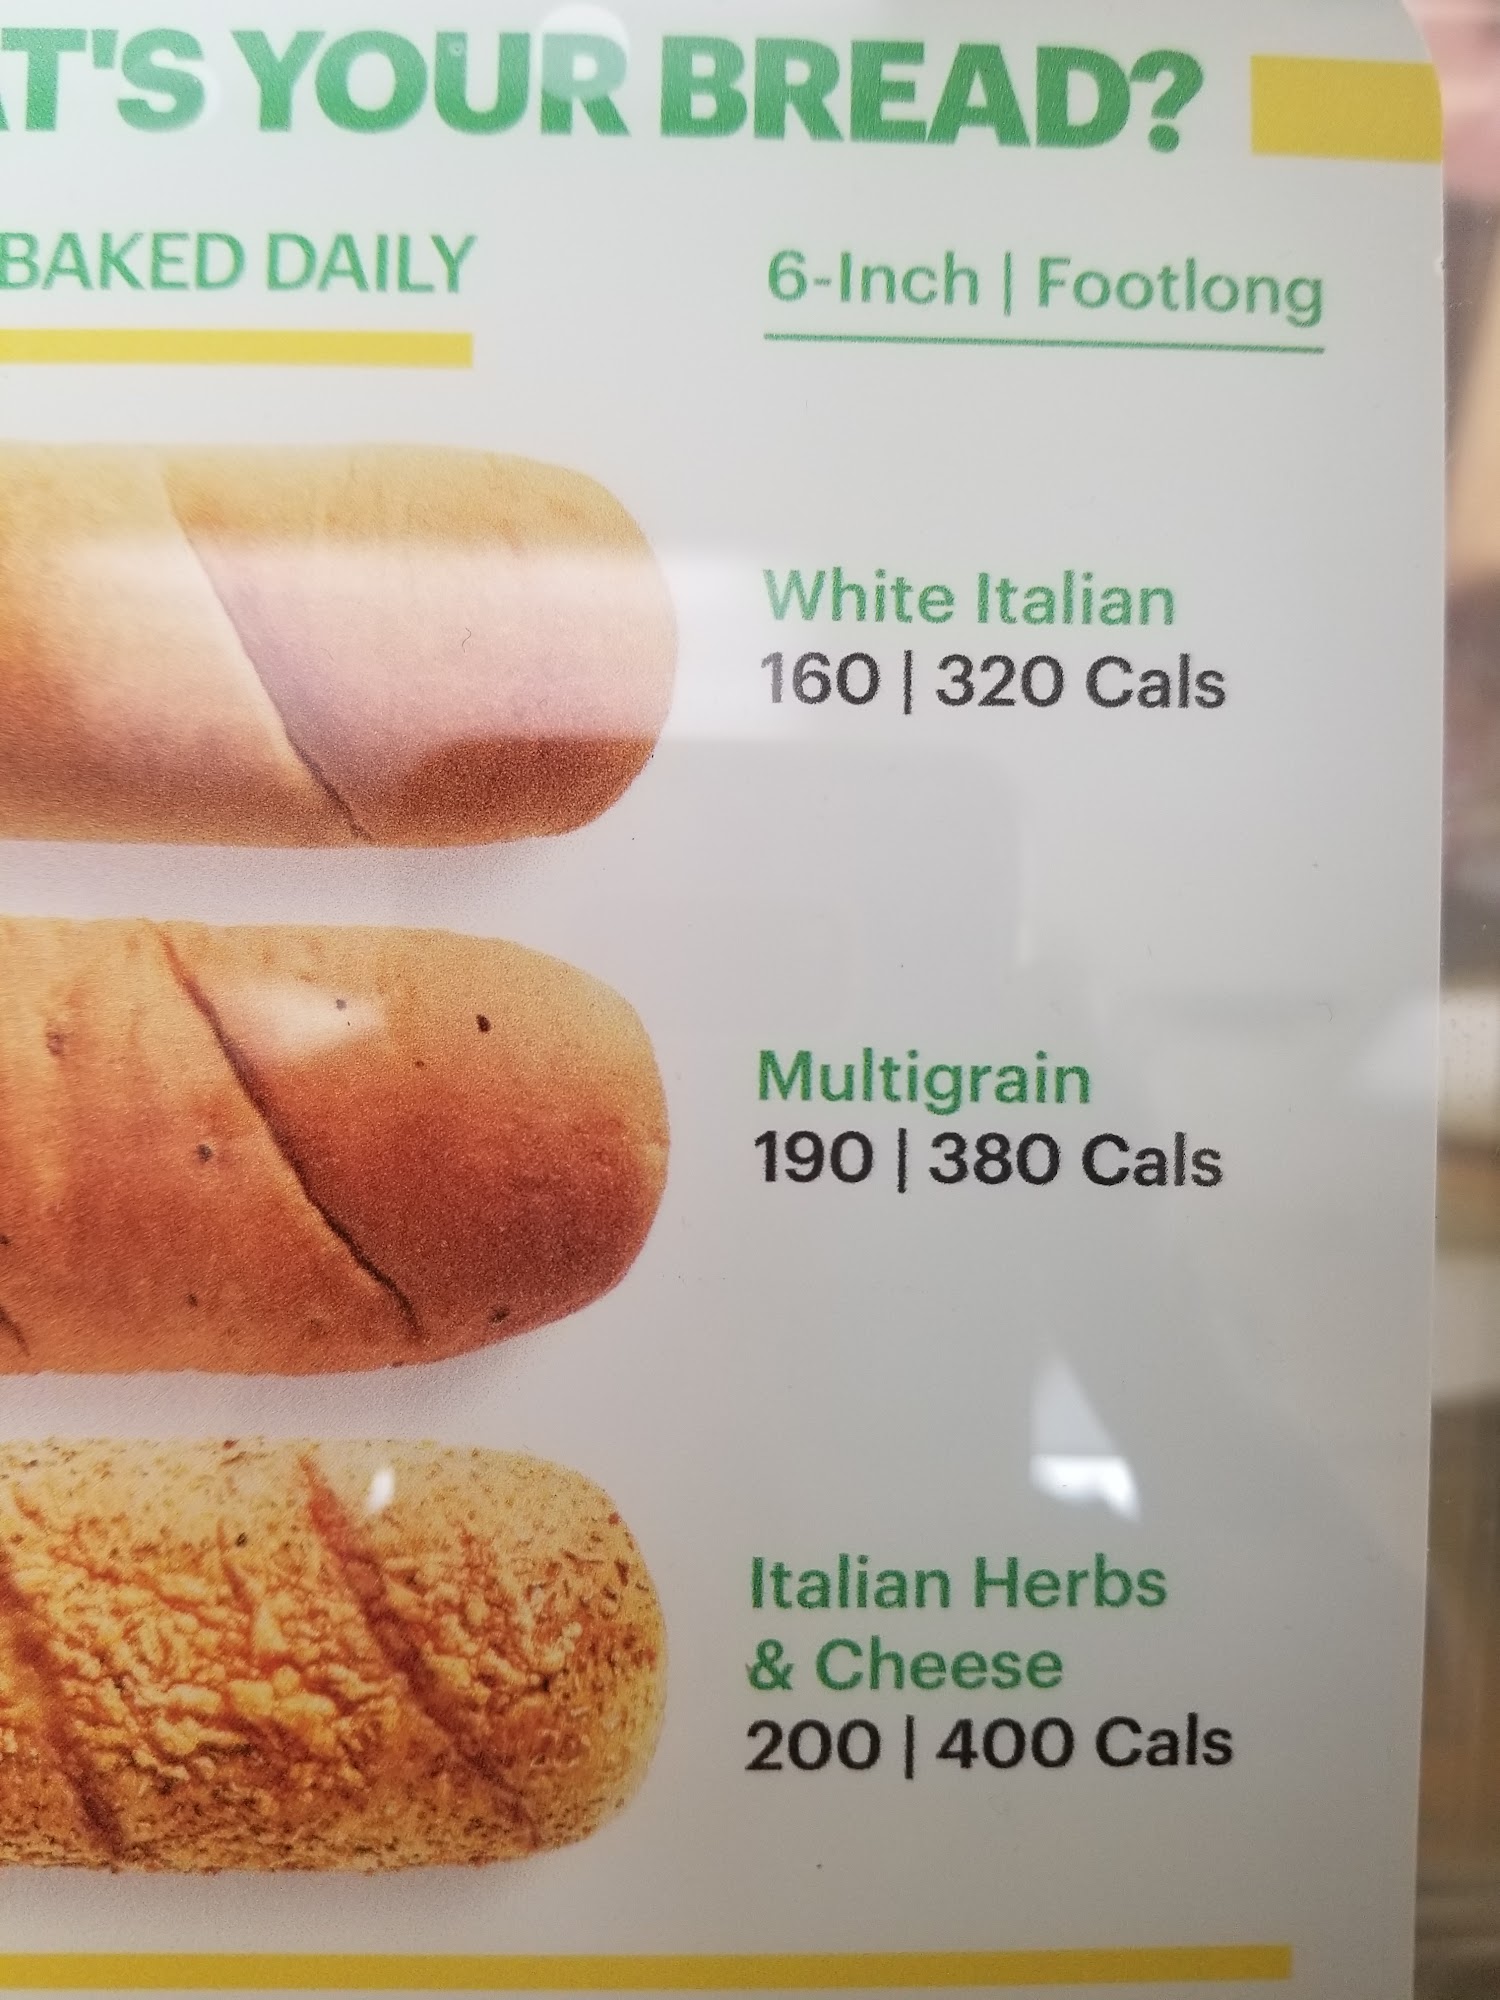 T'S YOUR BREAD?
BAKED DAILY
6-Inch | Footlong
White Italian
160 | 320 Cals
Multigrain
190 | 380 Cals
Italian Herbs
& Cheese
200 | 400 Cals